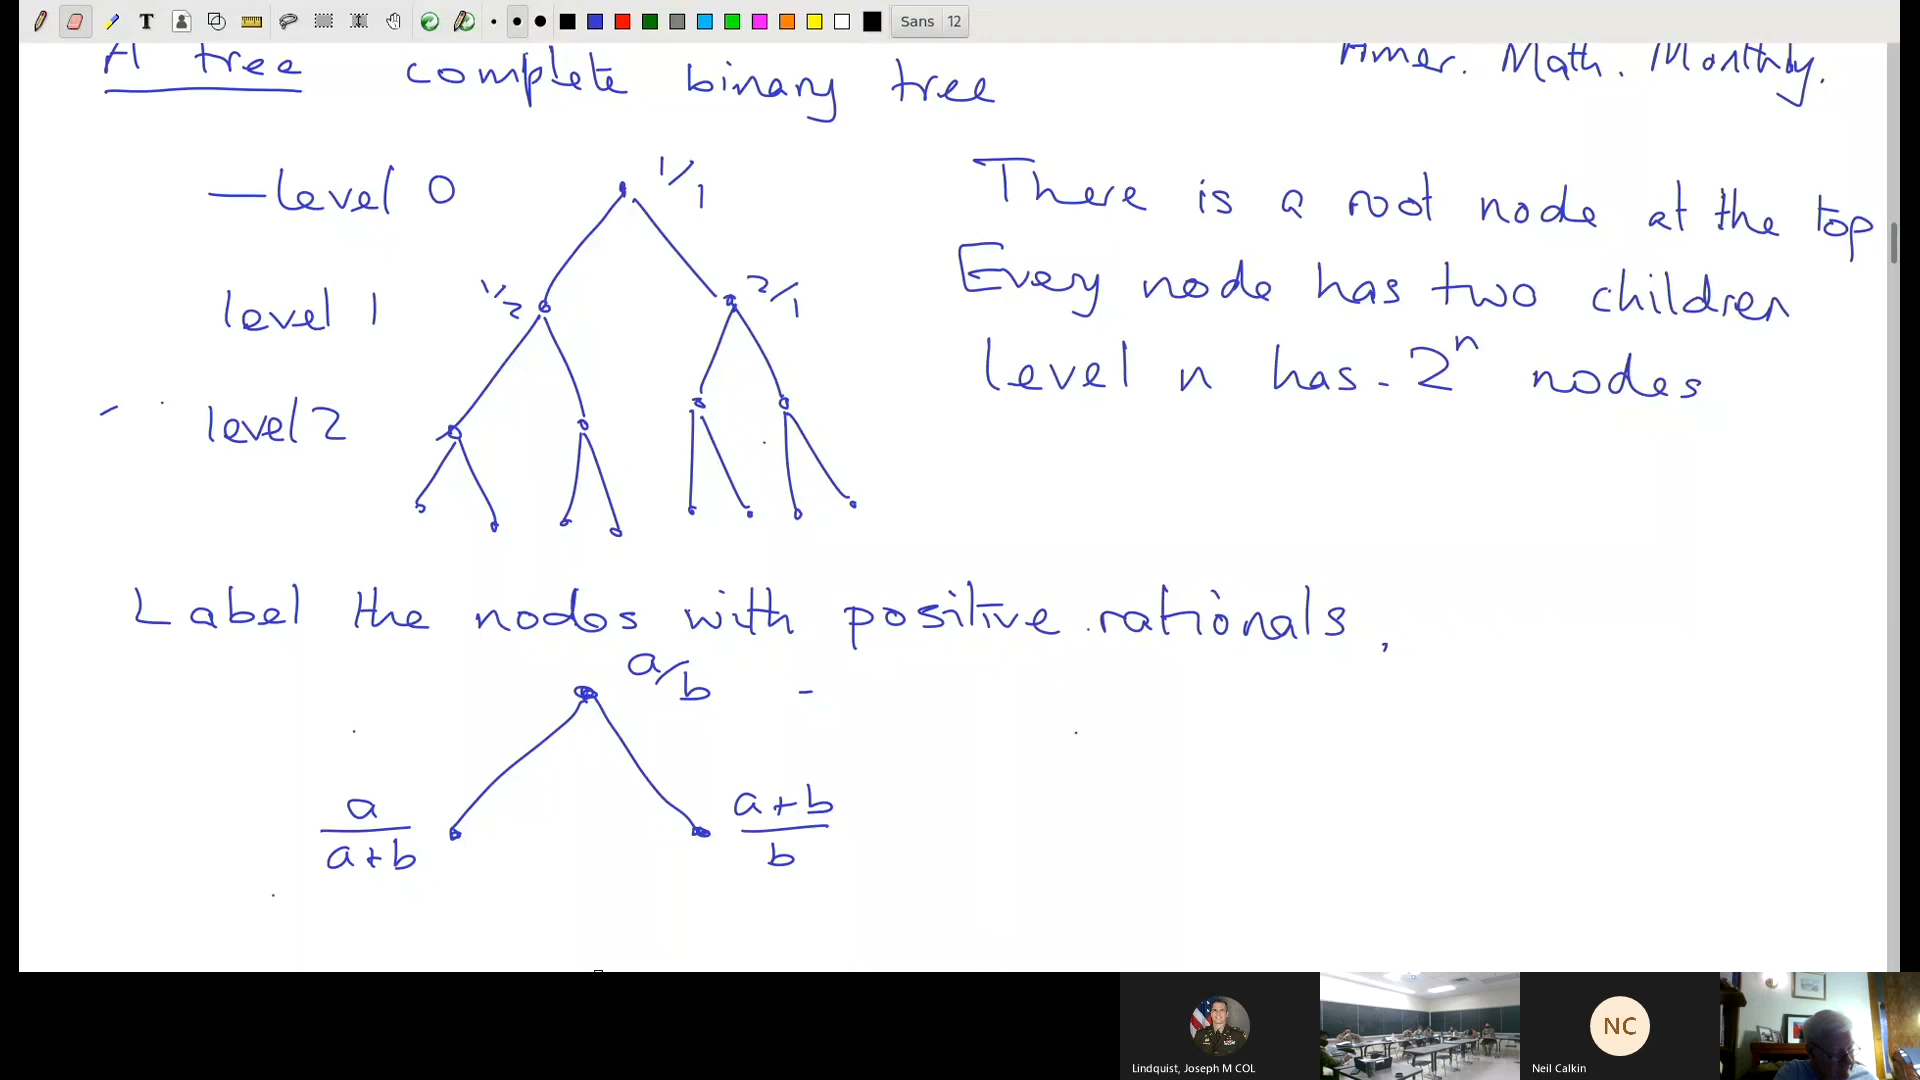 Sans 12
A tree complete binary tree
Amer. Math. Monthly.
level 0
1/1
There is a root node at the top
level 1
1/2
2/1
Every node has two children
level 2
level n has 2^n nodes
Label the nodes with positive rationals.
a/b
a
a+b
a+b
b
NC
Lindquist, Joseph M COL
Neil Calkin